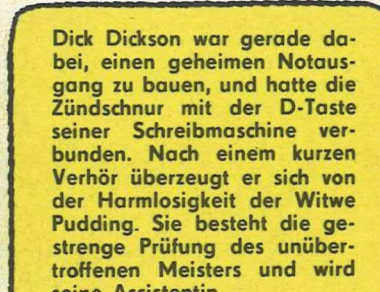 Dick Dickson war gerade da-
bei, einen geheimen Notaus-
gang zu bauen, und hatte die
Zündschnur mit der D-Taste
seiner Schreibmaschine ver-
bunden. Nach einem kurzen
Verhör überzeugt er sich von
der Harmlosigkeit der Witwe
Pudding. Sie besteht die ge-
strenge Prüfung des unüber-
troffenen Meisters und wird
seine Assistentin